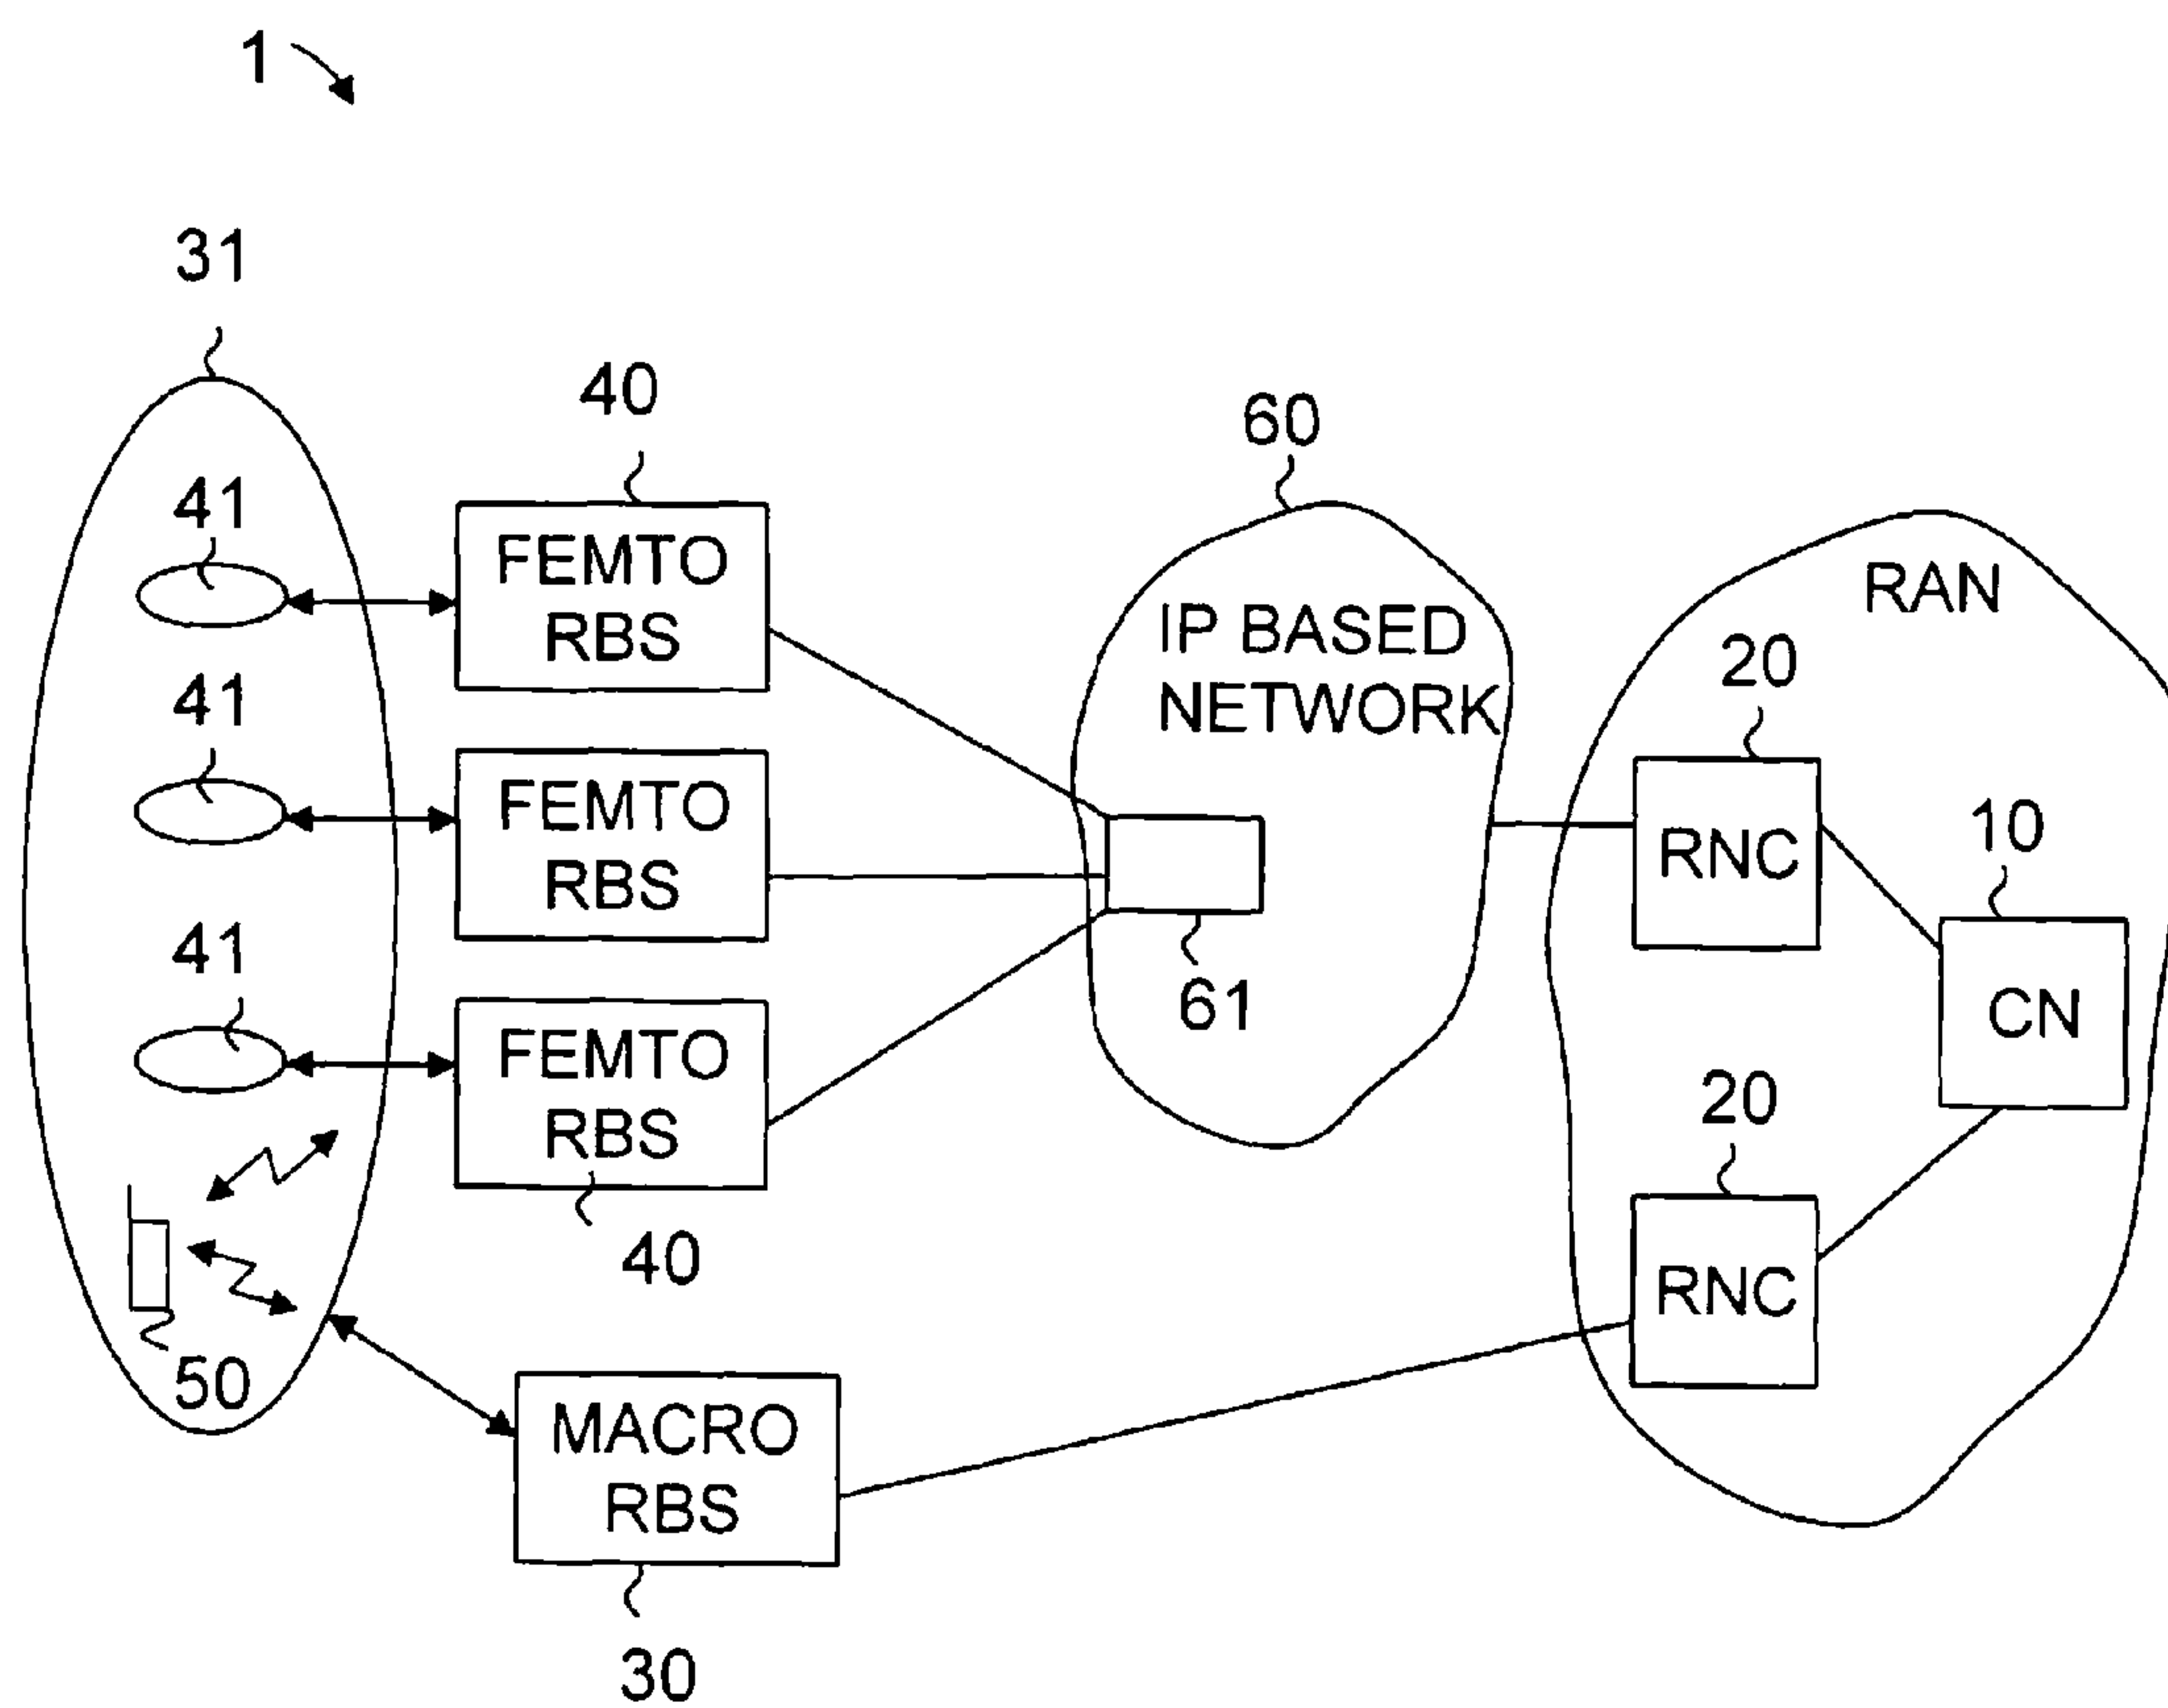 1
31
40
60
41
FEMTO
RBS
IP BASED
NETWORK
RAN
20
41
FEMTO
RBS
RNC
10
41
61
CN
FEMTO
RBS
20
40
RNC
50
MACRO
RBS
30